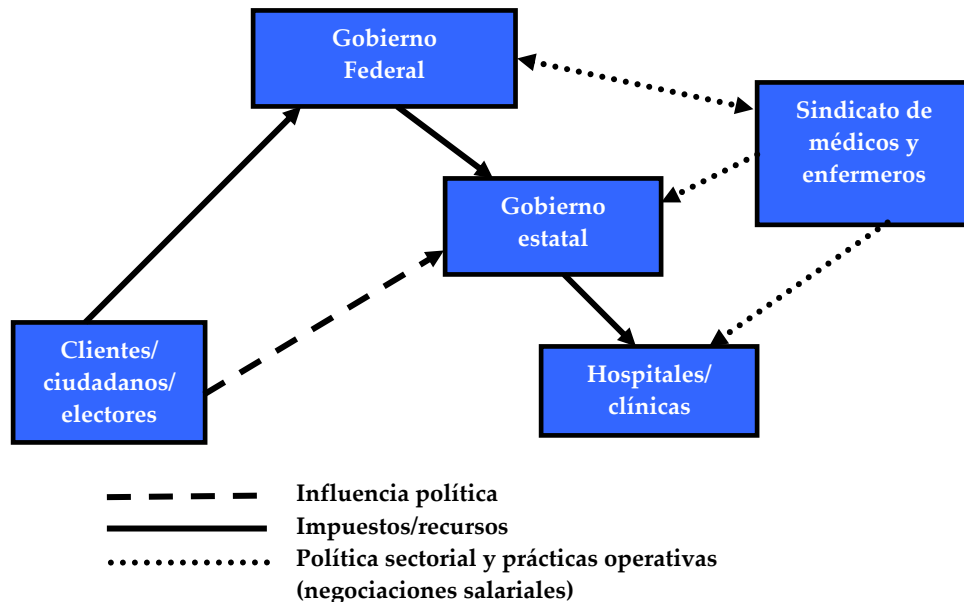 Gobierno
Federal
Sindicato de
médicos y
enfermeros
Gobierno
estatal
Clientes/
ciudadanos/
electores
Hospitales/
clínicas
Influencia política
Impuestos/recursos
Política sectorial y prácticas operativas
(negociaciones salariales)